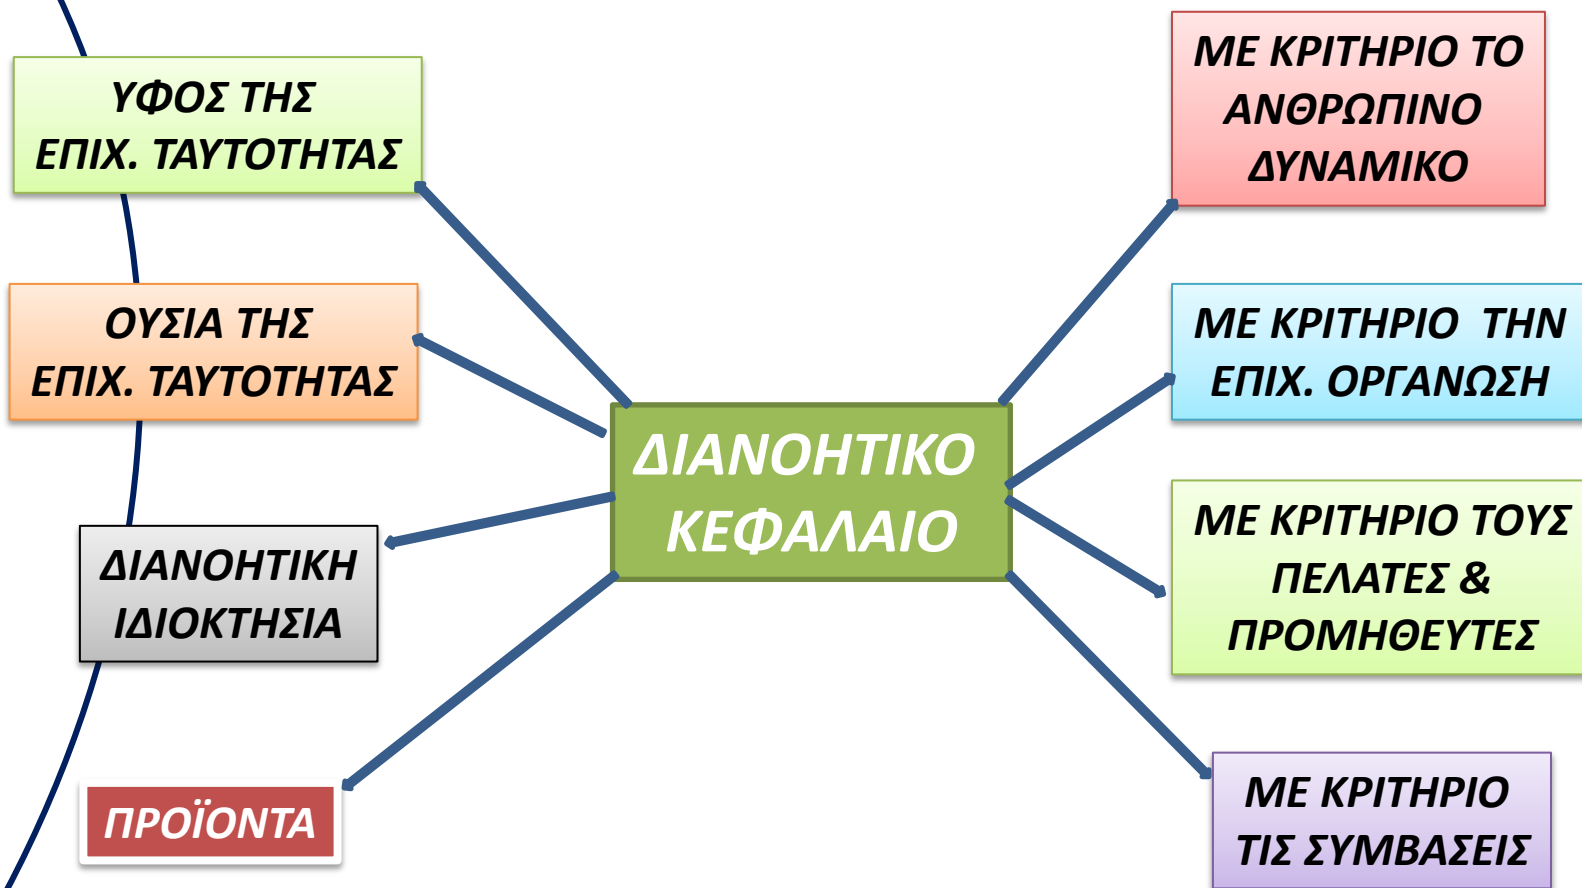 ΥΦΟΣ ΤΗΣ
ΕΠΙΧ. ΤΑΥΤΟΤΗΤΑΣ
ΟΥΣΙΑ ΤΗΣ
ΕΠΙΧ. ΤΑΥΤΟΤΗΤΑΣ
ΔΙΑΝΟΗΤΙΚΗ
ΙΔΙΟΚΤΗΣΙΑ
ΠΡΟΪΟΝΤΑ
ΔΙΑΝΟΗΤΙΚΟ
ΚΕΦΑΛΑΙΟ
ΜΕ ΚΡΙΤΗΡΙΟ ΤΟ
ΑΝΘΡΩΠΙΝΟ
ΔΥΝΑΜΙΚΟ
ΜΕ ΚΡΙΤΗΡΙΟ ΤΗΝ
ΕΠΙΧ. ΟΡΓΑΝΩΣΗ
ΜΕ ΚΡΙΤΗΡΙΟ ΤΟΥΣ
ΠΕΛΑΤΕΣ &
ΠΡΟΜΗΘΕΥΤΕΣ
ΜΕ ΚΡΙΤΗΡΙΟ
ΤΙΣ ΣΥΜΒΑΣΕΙΣ